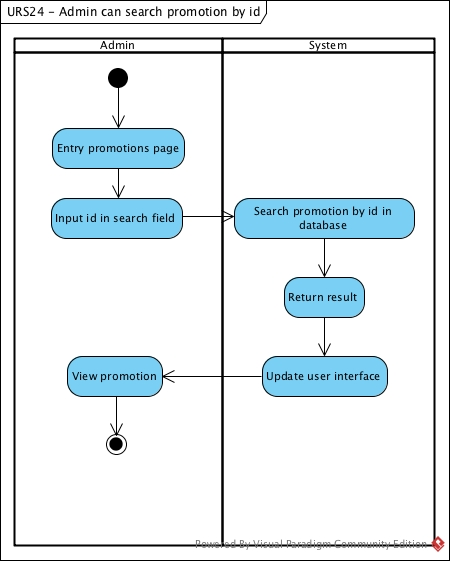 URS24 - Admin can search promotion by id
Admin
System
Entry promotions page
Input id in search field
Search promotion by id in
database
Return result
View promotion
Update user interface
Powered By Visual Paradigm Community Edition